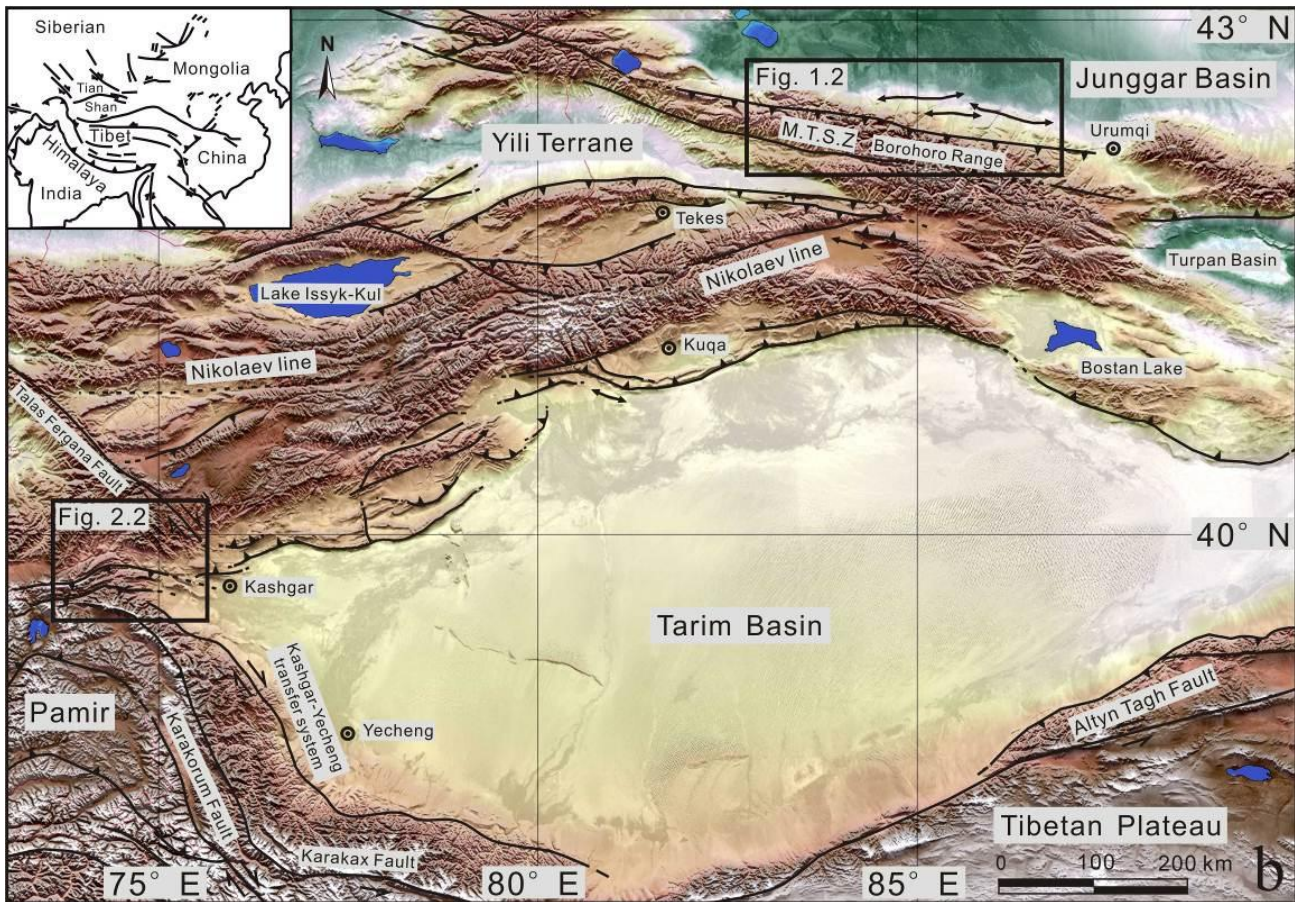 Siberian
Mongolia
Tian
Shan
Tibet
Himalaya
China
India
N
43° N
Fig. 1.2
Junggar Basin
Urumqi
M.T.S.Z
Borohoro Range
Yili Terrane
Tekes
Nikolaev line
Turpan Basin
Lake Issyk-Kul
Kuqa
Bostan Lake
Nikolaev line
Talas Fergana Fault
Fig. 2.2
40° N
Kashgar
Tarim Basin
Kashgar-Yecheng
transfer system
Yecheng
Pamir
Karakorum Fault
Altyn Tagh Fault
Tibetan Plateau
Karakax Fault
0 100 200 km
75° E
80° E
85° E
b